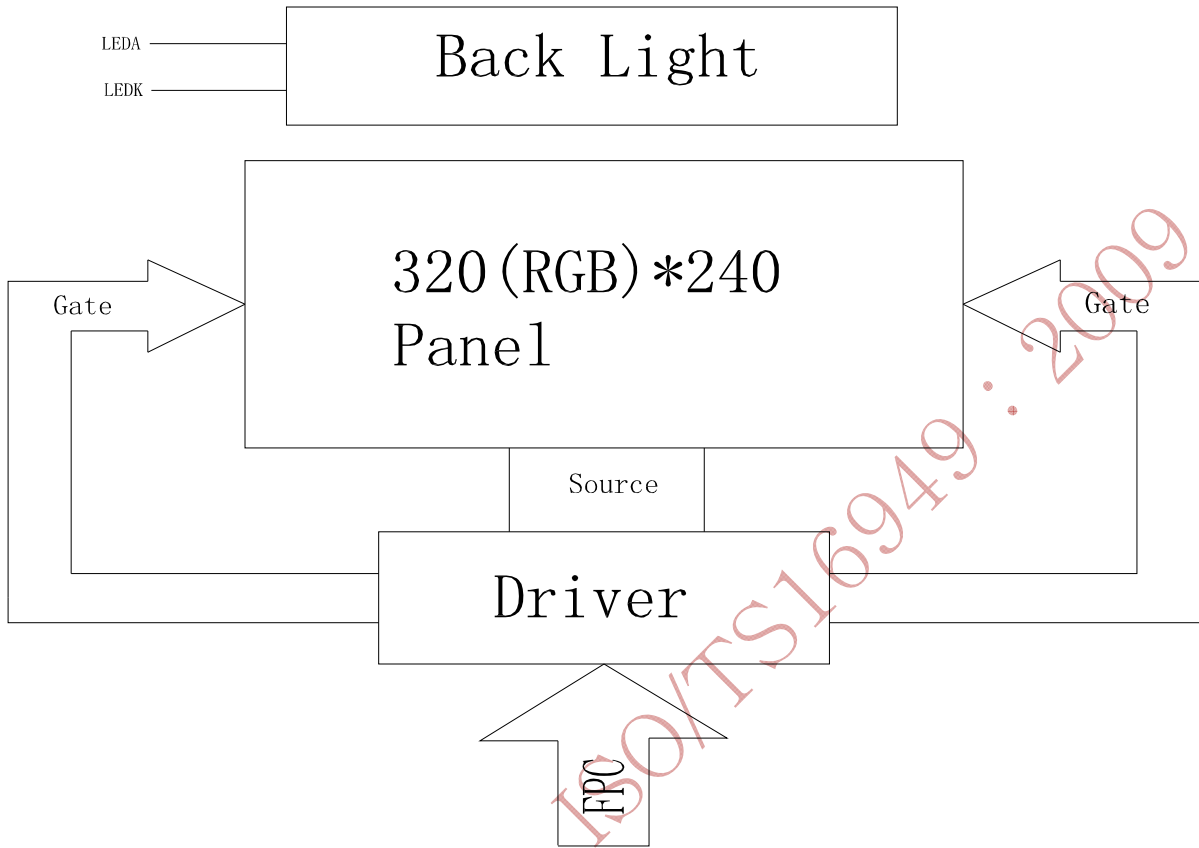 LEDA
LEDK
Back Light
320(RGB)*240
Panel
Gate
Gate
Source
Driver
FPC
ISO/TS16949：2009